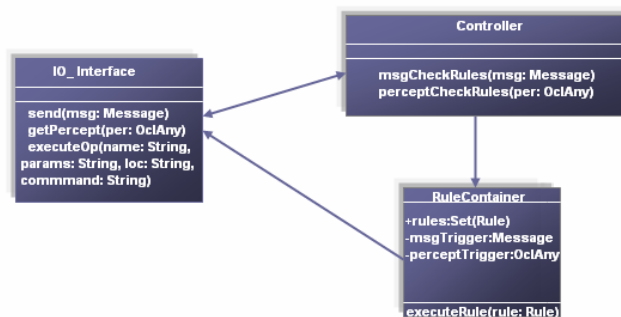 IO_ Interface
send(msg: Message)
getPercept(per: OclAny)
executeOp(name: String,
params: String, loc: String,
commmand: String)
Controller
msgCheckRules(msg: Message)
perceptCheckRules(per: OclAny)
RuleContainer
+rules:Set(Rule)
-msgTrigger:Message
-perceptTrigger:OclAny
executeRule(rule: Rule)